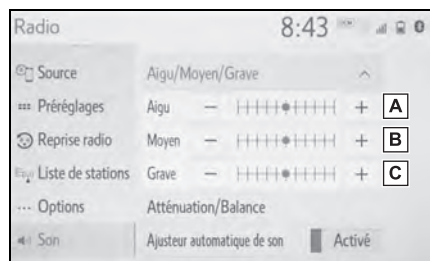 Radio 8:43
Source
Préréglages
Reprise radio
Liste de stations
Options
Son
Aigu/Moyen/Grave
Aigu - + A
Moyen - + B
Grave - + C
Atténuation/Balance
Ajusteur automatique de son Activé